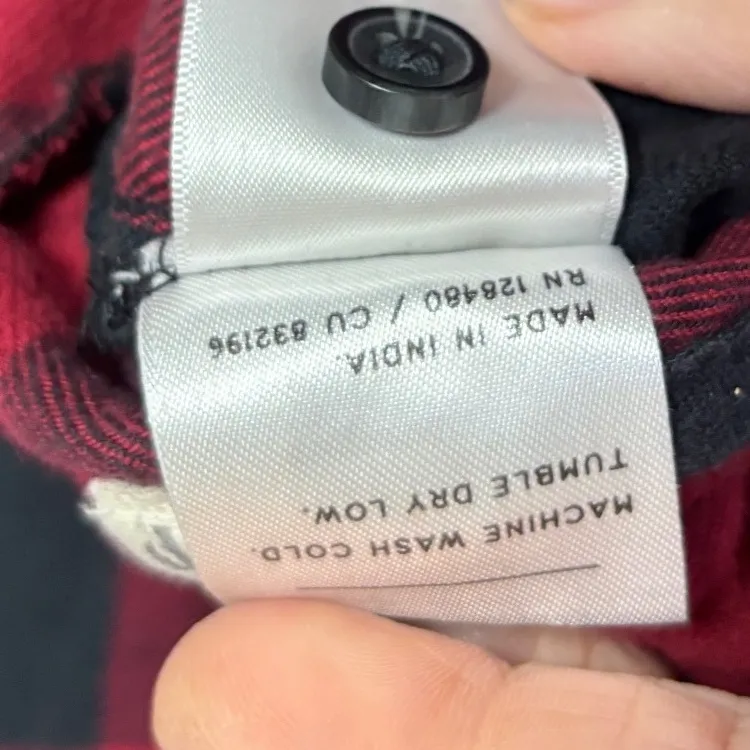 MACHINE WASH COLD.
TUMBLE DRY LOW.
MADE IN INDIA.
RN 128480 / CU 832196